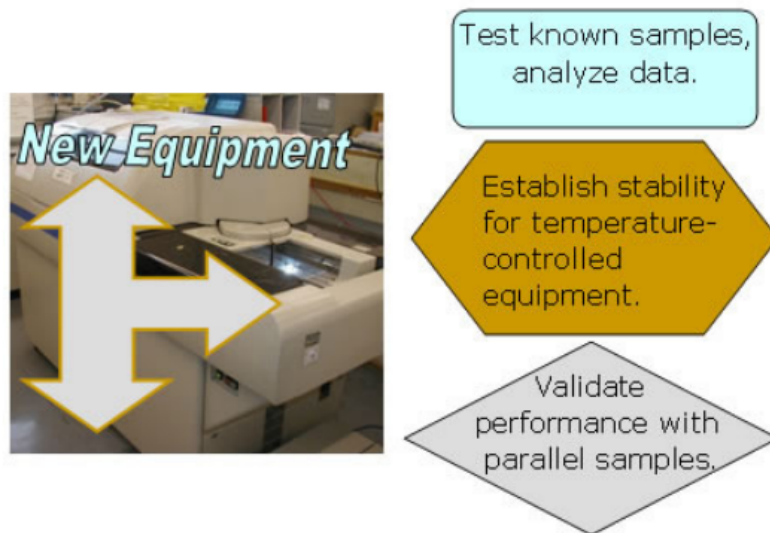 New Equipment
Test known samples,
analyze data.
Establish stability
for temperature-
controlled
equipment.
Validate
performance with
parallel samples.